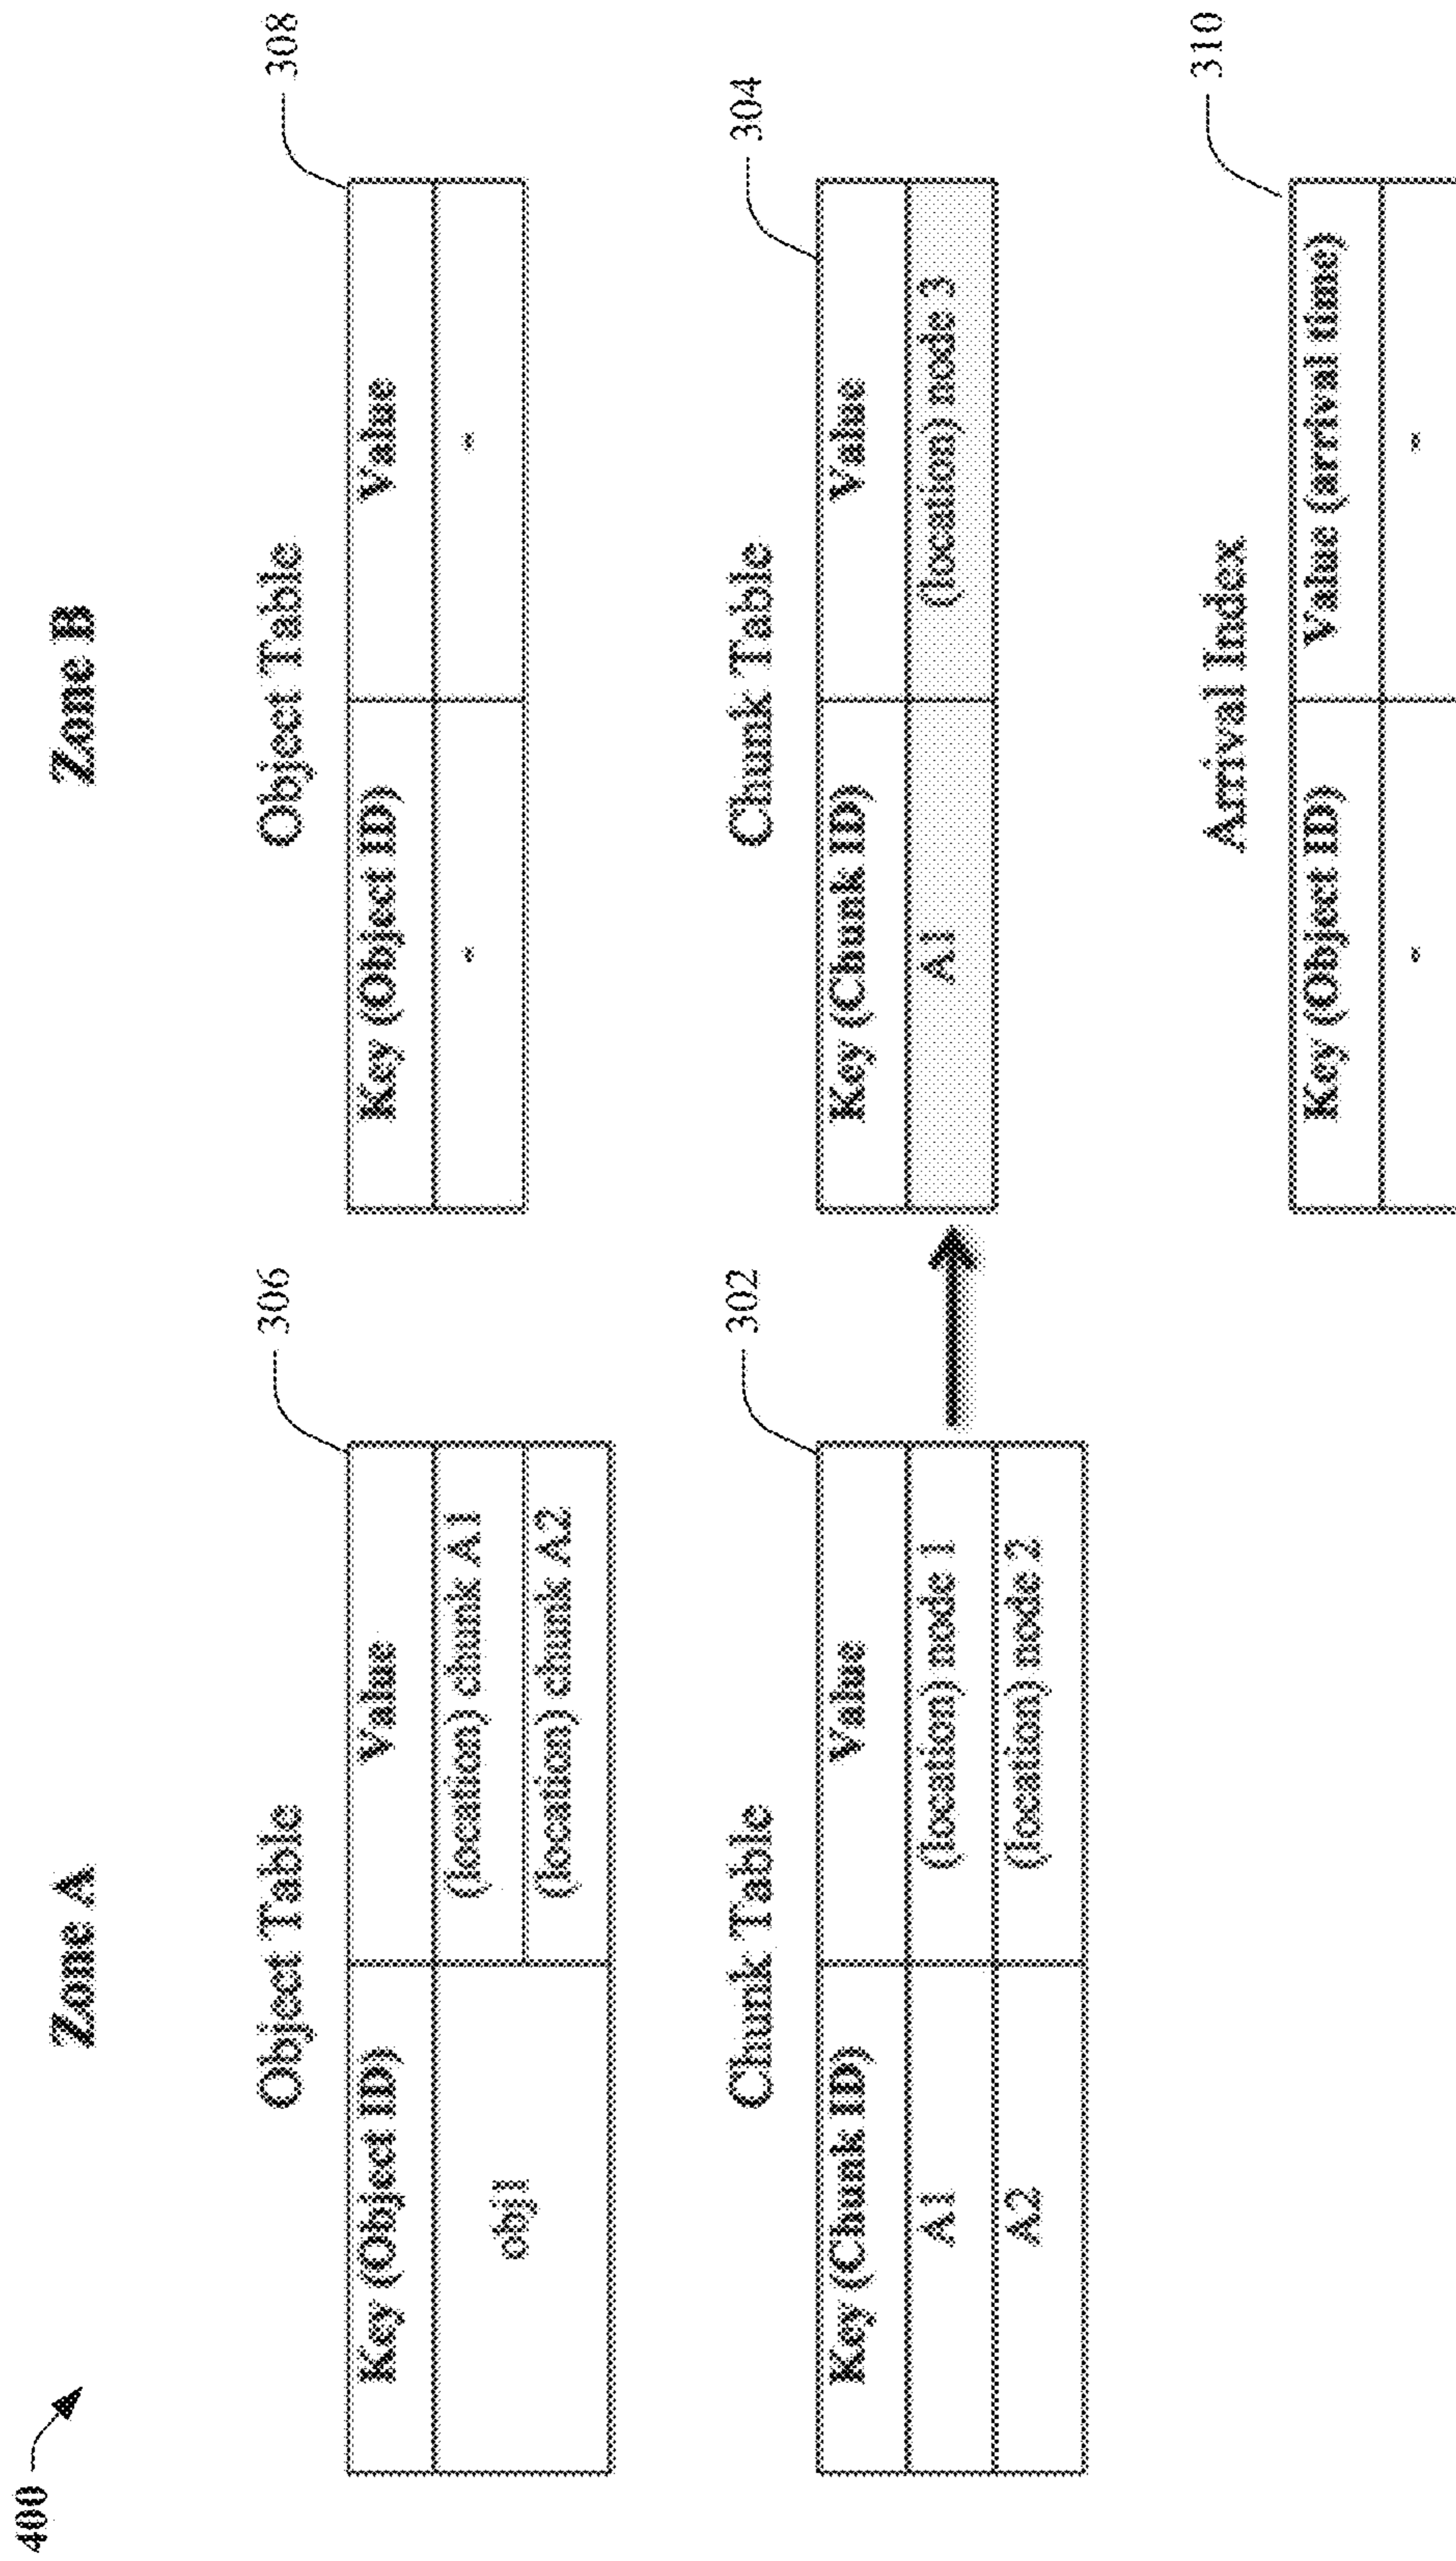 400
Zone A
Zone B
Object Table
306
Key (Object ID) Value
obj1 (location) chunk A1
(location) chunk A2
Object Table
308
Key (Object ID) Value
- -
Chunk Table
302
Key (Chunk ID) Value
A1 (location) node 1
A2 (location) node 2
Chunk Table
304
Key (Chunk ID) Value
A1 (location) node 3
Arrival Index
310
Key (Object ID) Value (arrival time)
- -